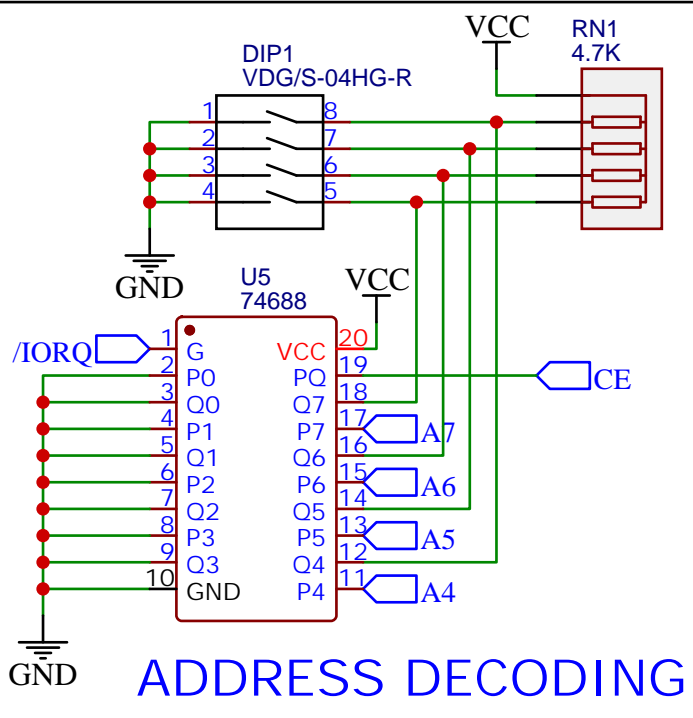 VCC
RN1
4.7K
DIP1
VDG/S-04HG-R
1 8
2 7
3 6
4 5
GND
U5
74688
VCC
/IORQ
1 G VCC 20
2 P0 PQ 19
3 Q0 Q7 18
4 P1 P7 17 A7
5 Q1 Q6 16
6 P2 P6 15 A6
7 Q2 Q5 14
8 P3 P5 13 A5
9 Q3 Q4 12
10 GND P4 11 A4
CE
GND
ADDRESS DECODING